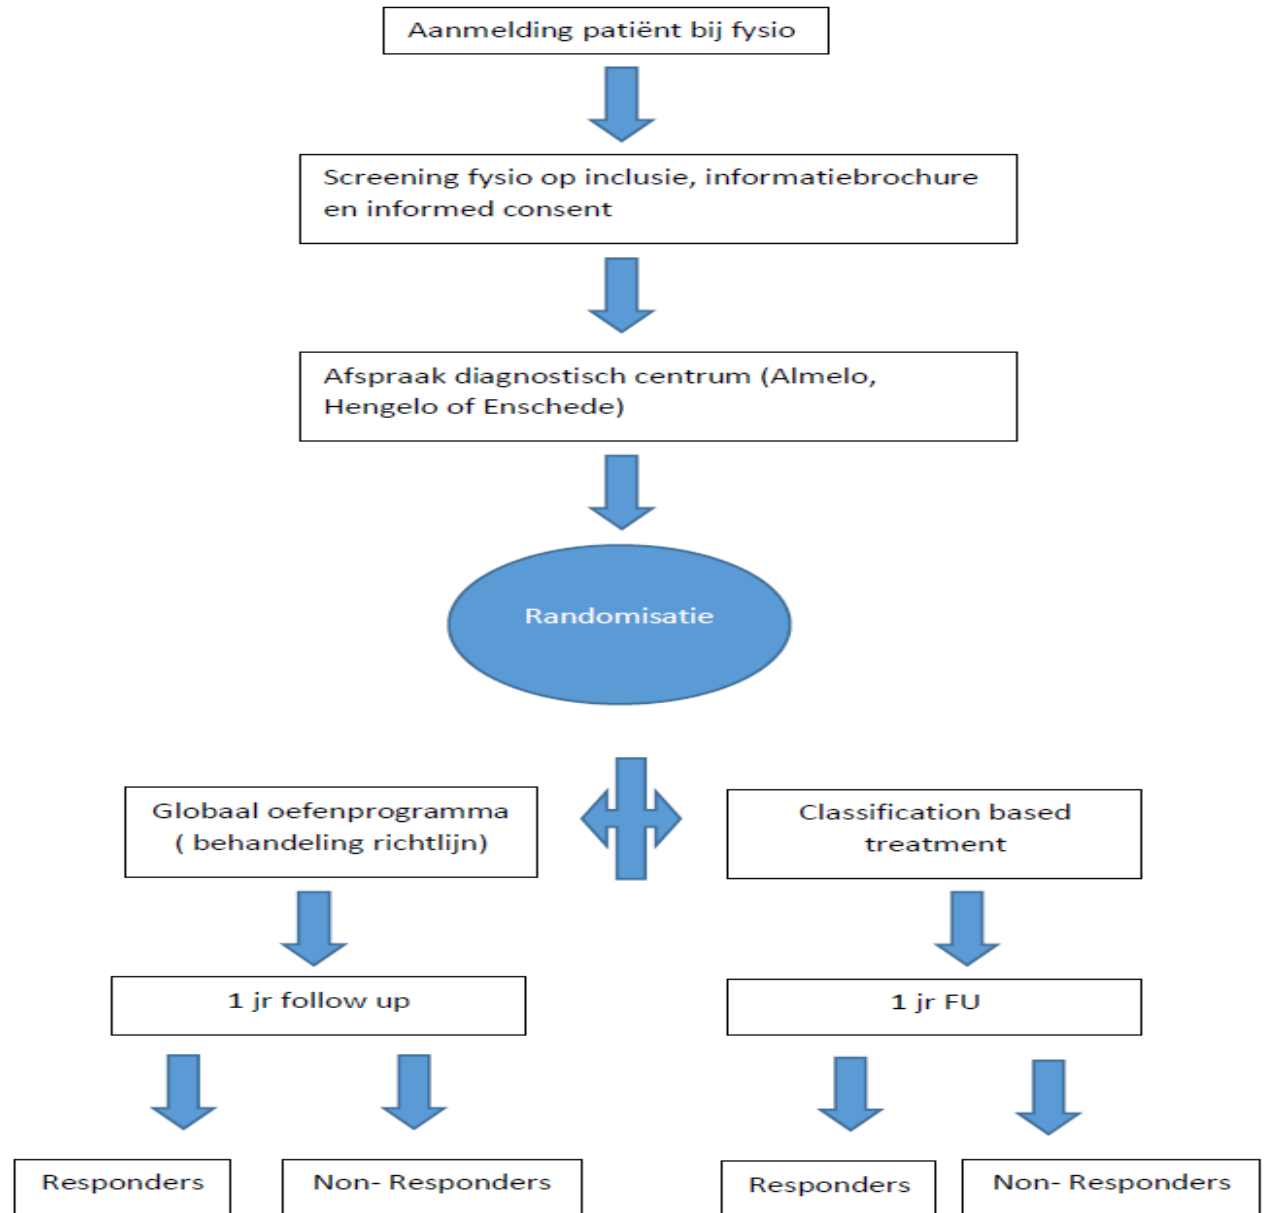 Aanmelding patiënt bij fysio
Screening fysio op inclusie, informatiebrochure
en informed consent
Afspraak diagnostisch centrum (Almelo,
Hengelo of Enschede)
Randomisatie
Globaal oefenprogramma
( behandeling richtlijn)
Classification based
treatment
1 jr follow up
1 jr FU
Responders
Non- Responders
Responders
Non- Responders